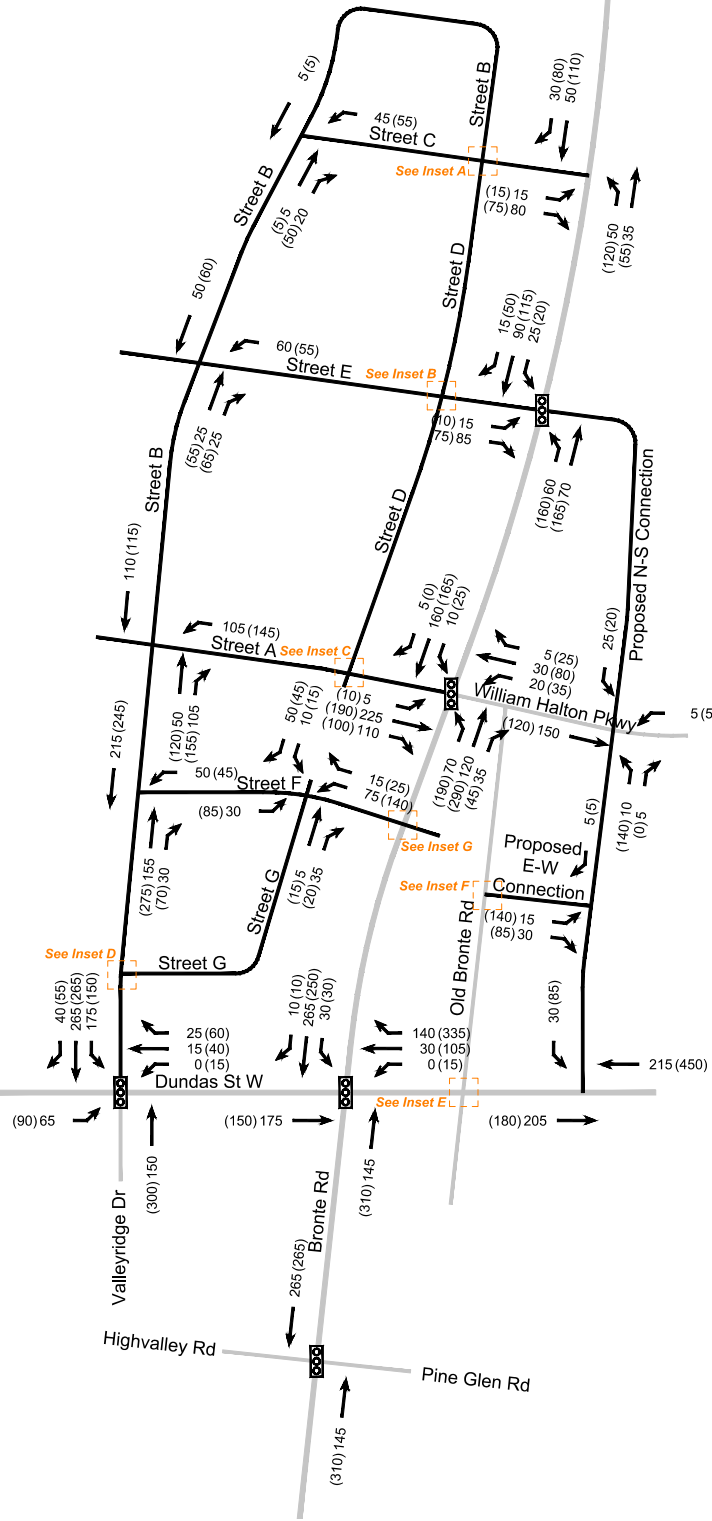 5 (5)
Street B
30 (80)
50 (110)
45 (55)
Street C
See Inset A
(15) 15
(75) 80
Street B
(5) 5
(50) 20
(120) 50
(55) 35
Street D
50 (60)
15 (50)
90 (115)
25 (20)
60 (55)
Street E
See Inset B
(10) 15
(75) 85
(55) 25
(65) 25
Street B
Street D
(160) 60
(165) 70
Proposed N-S Connection
110 (115)
5 (0)
160 (165)
10 (25)
105 (145)
Street A
See Inset C
25 (20)
5 (25)
30 (80)
20 (35)
William Halton Pkwy
(10) 5
(190) 225
(100) 110
50 (45)
10 (15)
(120) 150
5 (5
(120) 50
(155) 105
215 (245)
(190) 70
(290) 120
(45) 35
50 (45)
Street F
(85) 30
15 (25)
75 (140)
See Inset G
5 (5)
(140) 10
(0) 5
Proposed
E-W
Connection
See Inset F
(140) 15
(85) 30
(275) 155
(70) 30
(15) 5
(20) 35
Street G
Old Bronte Rd
See Inset D
Street G
40 (55)
265 (265)
175 (150)
10 (10)
265 (250)
30 (30)
30 (85)
25 (60)
15 (40)
0 (15)
140 (335)
30 (105)
0 (15)
215 (450)
Dundas St W
See Inset E
(90) 65
(150) 175
(180) 205
(300) 150
(310) 145
Valleyridge Dr
Bronte Rd
265 (265)
Highvalley Rd
Pine Glen Rd
(310) 145